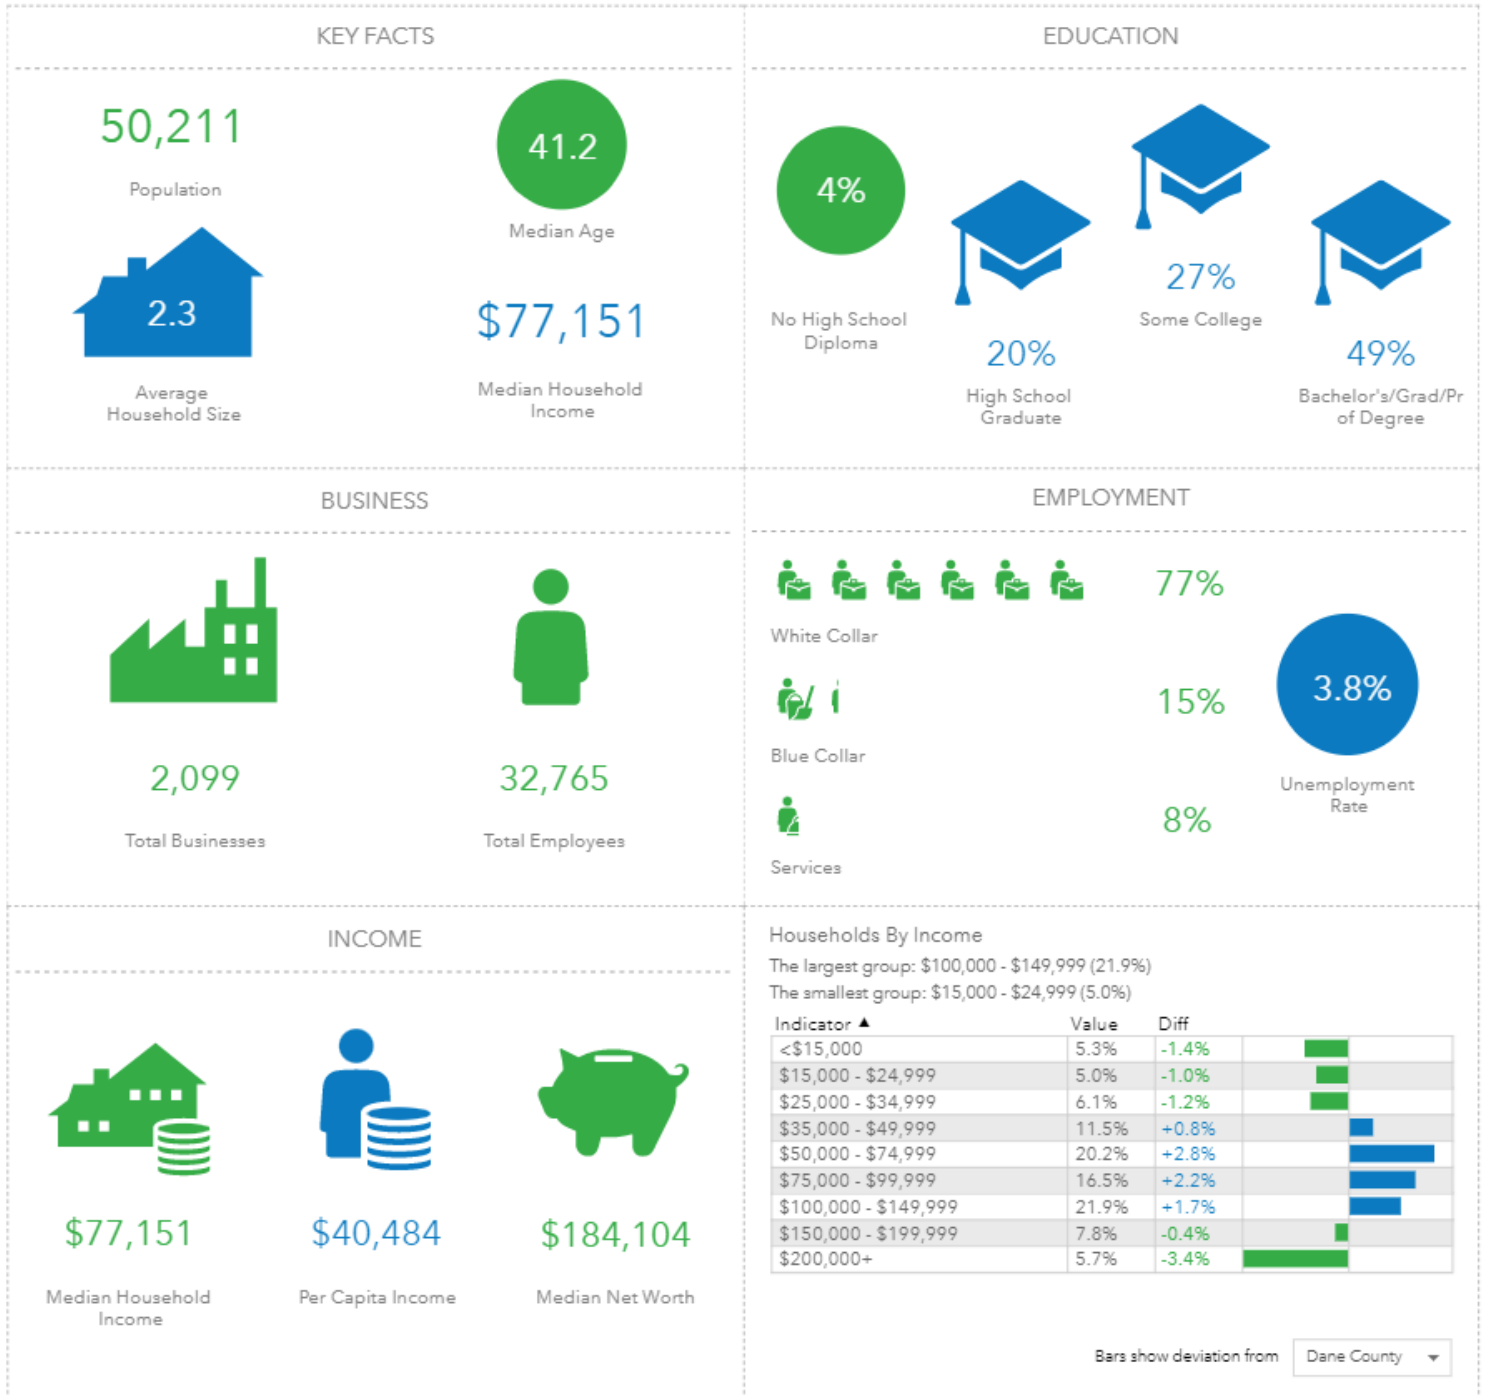 KEY FACTS
50,211
Population
41.2
Median Age
2.3
Average
Household Size
$77,151
Median Household
Income
EDUCATION
4%
No High School
Diploma
20%
High School
Graduate
27%
Some College
49%
Bachelor's/Grad/Pr
of Degree
BUSINESS
2,099
Total Businesses
32,765
Total Employees
EMPLOYMENT
77%
White Collar
15%
Blue Collar
8%
Services
3.8%
Unemployment
Rate
INCOME
$77,151
Median Household
Income
$40,484
Per Capita Income
$184,104
Median Net Worth
Households By Income
The largest group: $100,000 - $149,999 (21.9%)
The smallest group: $15,000 - $24,999 (5.0%)
Indicator ▲ Value Diff
<$15,000 5.3% -1.4%
$15,000 - $24,999 5.0% -1.0%
$25,000 - $34,999 6.1% -1.2%
$35,000 - $49,999 11.5% +0.8%
$50,000 - $74,999 20.2% +2.8%
$75,000 - $99,999 16.5% +2.2%
$100,000 - $149,999 21.9% +1.7%
$150,000 - $199,999 7.8% -0.4%
$200,000+ 5.7% -3.4%
Bars show deviation from Dane County